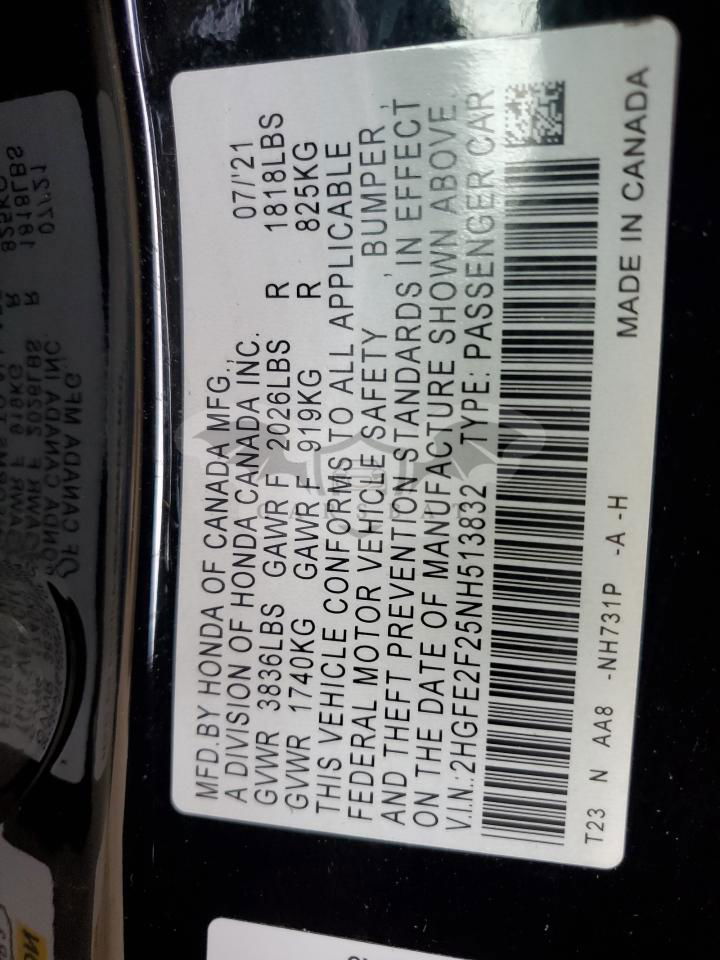 MFD.BY HONDA OF CANADA MFG.,
07/'21
A DIVISION OF HONDA CANADA INC.
GVWR 3836LBS GAWR F 2026LBS R 1818LBS
GVWR 1740KG GAWR F 919KG R 825KG
THIS VEHICLE CONFORMS TO ALL APPLICABLE
FEDERAL MOTOR VEHICLE SAFETY , BUMPER ,
AND THEFT PREVENTION STANDARDS IN EFFECT
ON THE DATE OF MANUFACTURE SHOWN ABOVE.
V.I.N.:2HGFE2F25NH513832 TYPE: PASSENGER CAR
T23 N AA8 -NH731P -A -H
MADE IN CANADA